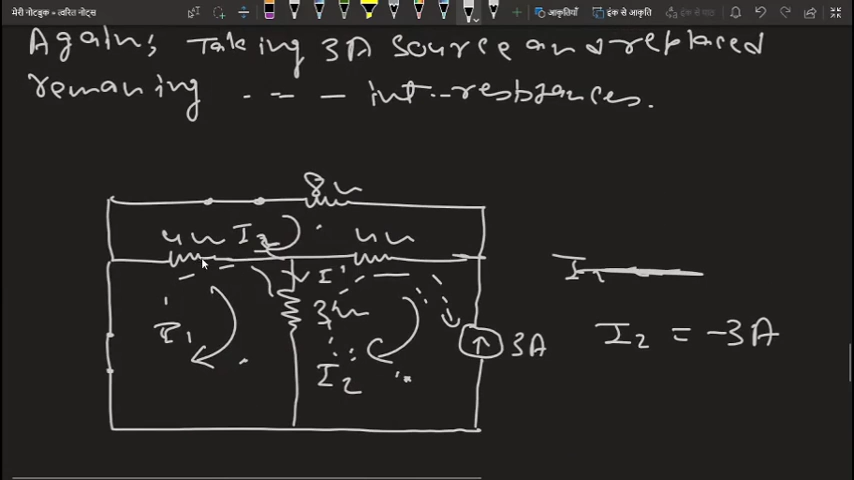 मेरी नोटबुक > त्वरित नोट्स
आकृतियाँ
इंक से आकृति
इंक से पाठ
Again; Taking 3A source and replaced
remaning - - - int..resistances.
8Ω
4Ω I3 4Ω
I'
3Ω
I1
I2
3A
I2 = -3A